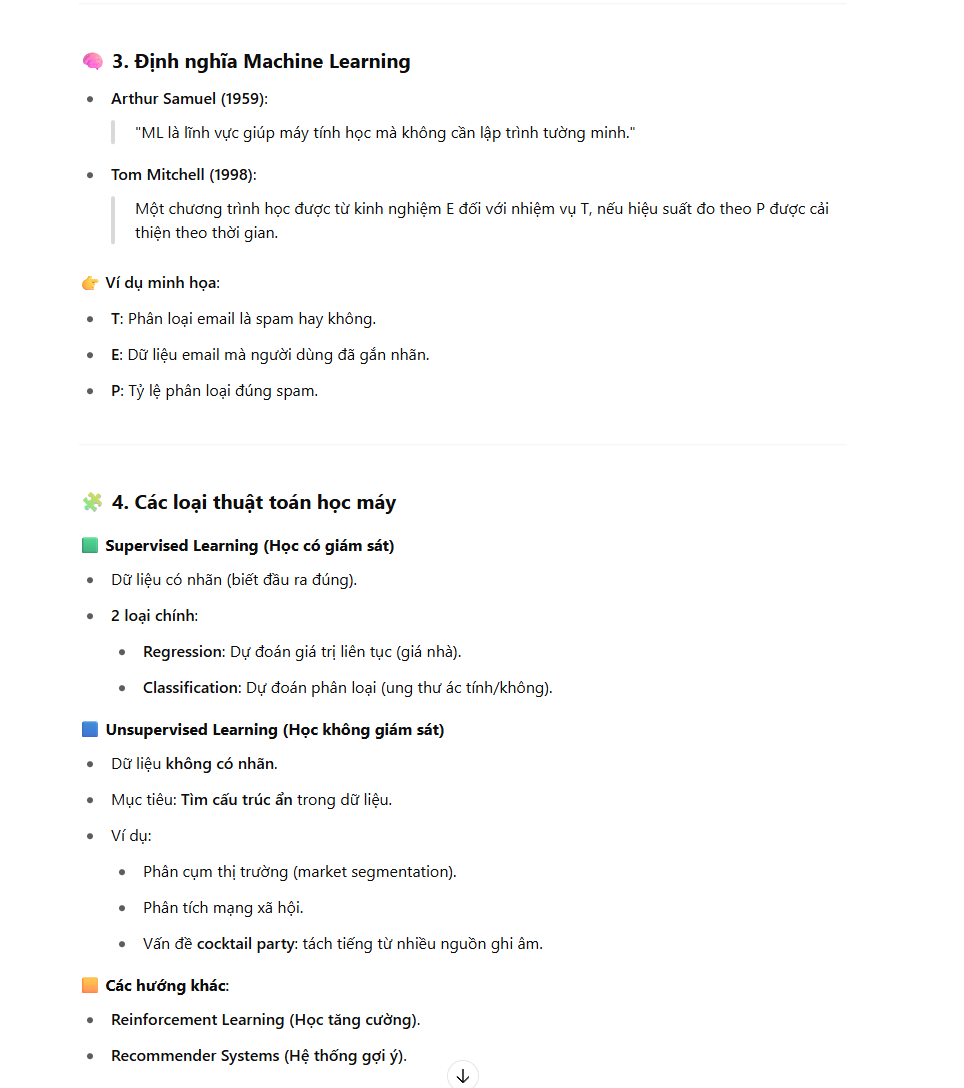 🧠 3. Định nghĩa Machine Learning
• Arthur Samuel (1959):
"ML là lĩnh vực giúp máy tính học mà không cần lập trình tường minh."
• Tom Mitchell (1998):
Một chương trình học được từ kinh nghiệm E đối với nhiệm vụ T, nếu hiệu suất đo theo P được cải
thiện theo thời gian.
👉 Ví dụ minh họa:
• T: Phân loại email là spam hay không.
• E: Dữ liệu email mà người dùng đã gắn nhãn.
• P: Tỷ lệ phân loại đúng spam.
🧩 4. Các loại thuật toán học máy
🟩 Supervised Learning (Học có giám sát)
• Dữ liệu có nhãn (biết đầu ra đúng).
• 2 loại chính:
• Regression: Dự đoán giá trị liên tục (giá nhà).
• Classification: Dự đoán phân loại (ung thư ác tính/không).
🟦 Unsupervised Learning (Học không giám sát)
• Dữ liệu không có nhãn.
• Mục tiêu: Tìm cấu trúc ẩn trong dữ liệu.
• Ví dụ:
• Phân cụm thị trường (market segmentation).
• Phân tích mạng xã hội.
• Vấn đề cocktail party: tách tiếng từ nhiều nguồn ghi âm.
🟧 Các hướng khác:
• Reinforcement Learning (Học tăng cường).
• Recommender Systems (Hệ thống gợi ý).